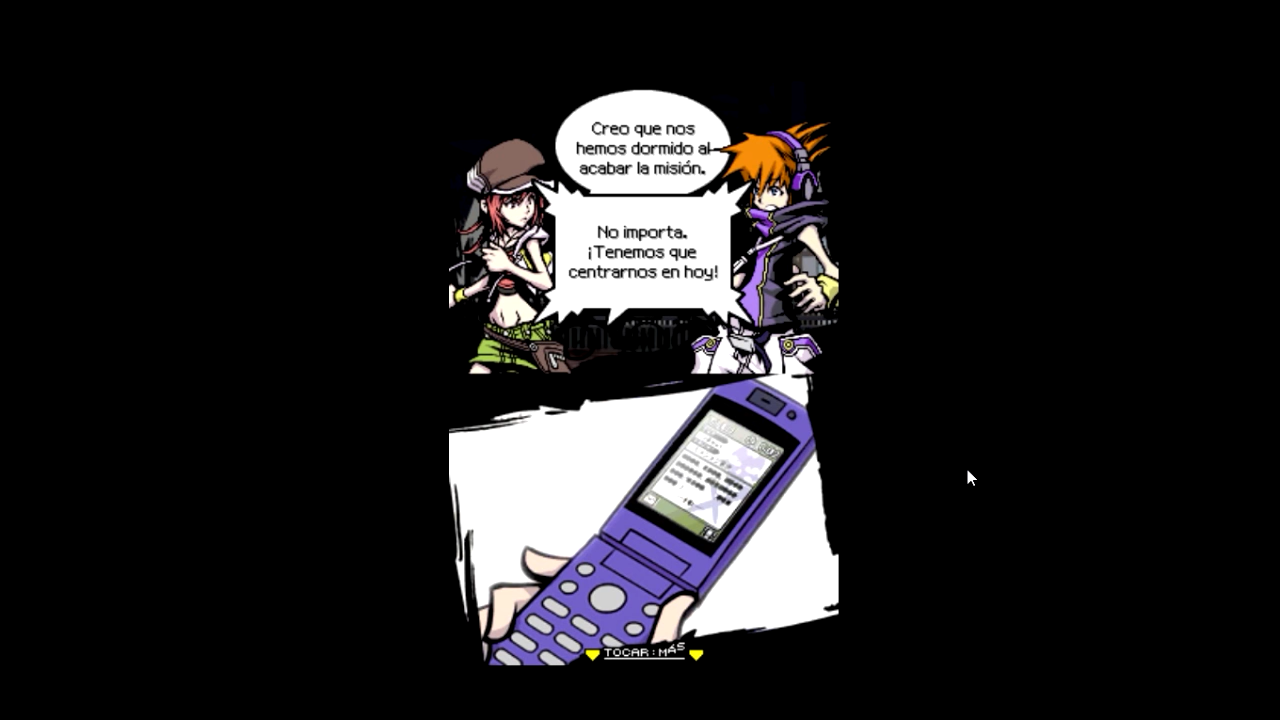 Creo que nos
hemos dormido al
acabar la misión.
No importa.
¡Tenemos que
centrarnos en hoy!
TOCAR:MÁS